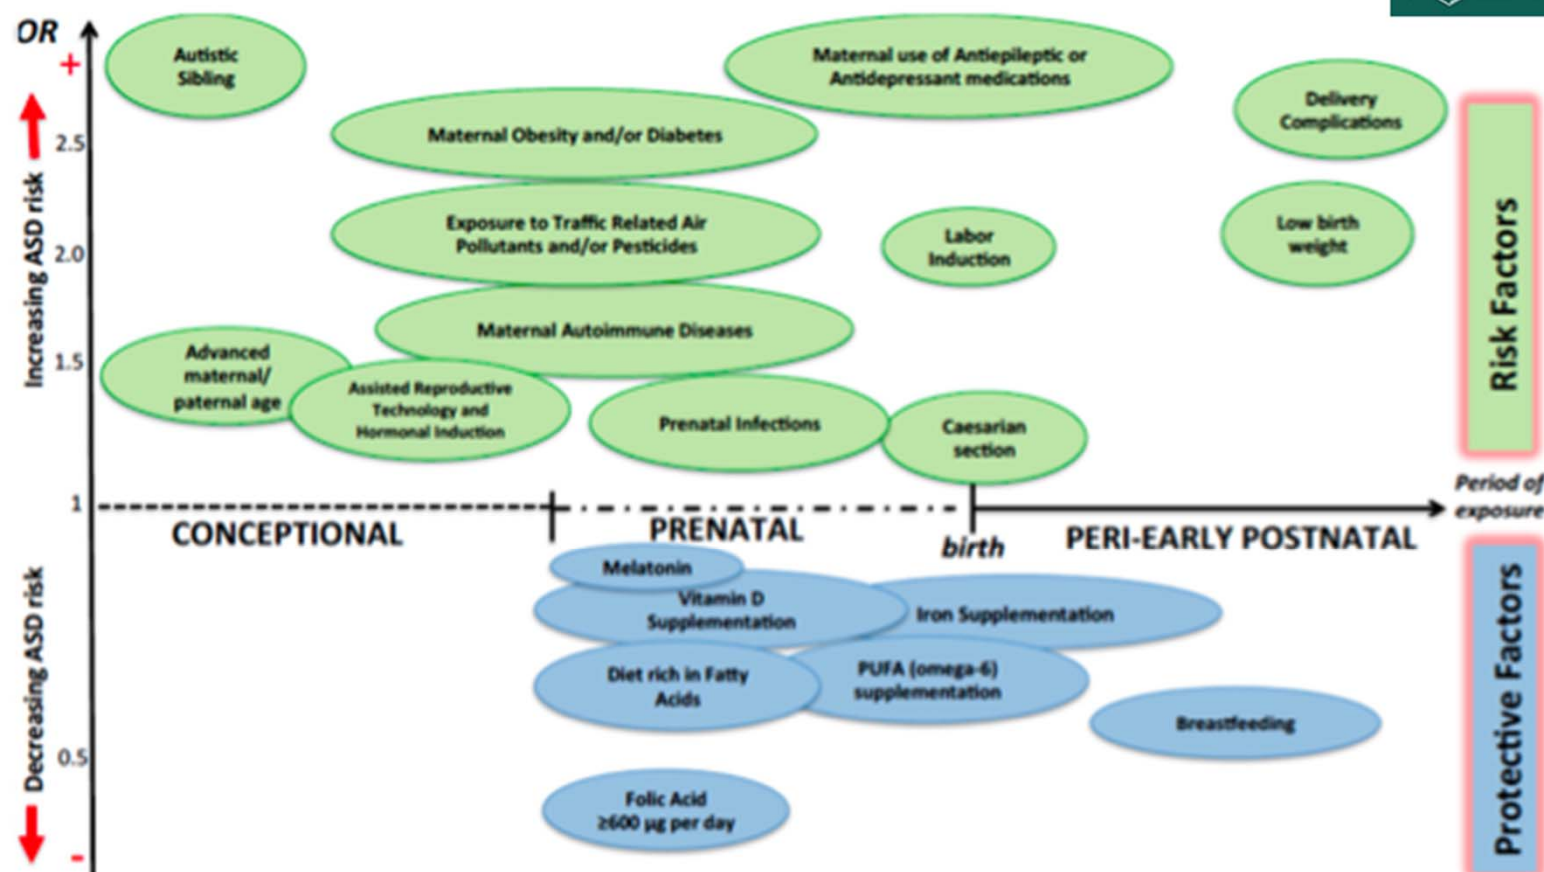 OR
+
Autistic
Sibling
Maternal use of Antiepileptic or
Antidepressant medications
Delivery
Complications
2.5
Maternal Obesity and/or Diabetes
Increasing ASD risk
Exposure to Traffic Related Air
Pollutants and/or Pesticides
Labor
Induction
Low birth
weight
2.0
Risk Factors
Maternal Autoimmune Diseases
1.5
Advanced
maternal/
paternal age
Assisted Reproductive
Technology and
Hormonal Induction
Prenatal Infections
Caesarian
section
1
Period of
exposure
CONCEPTIONAL
PRENATAL
birth
PERI-EARLY POSTNATAL
Melatonin
Vitamin D
Supplementation
Iron Supplementation
Decreasing ASD risk
Diet rich in Fatty
Acids
PUFA (omega-6)
supplementation
Breastfeeding
Protective Factors
0.5
Folic Acid
≥600 µg per day
-